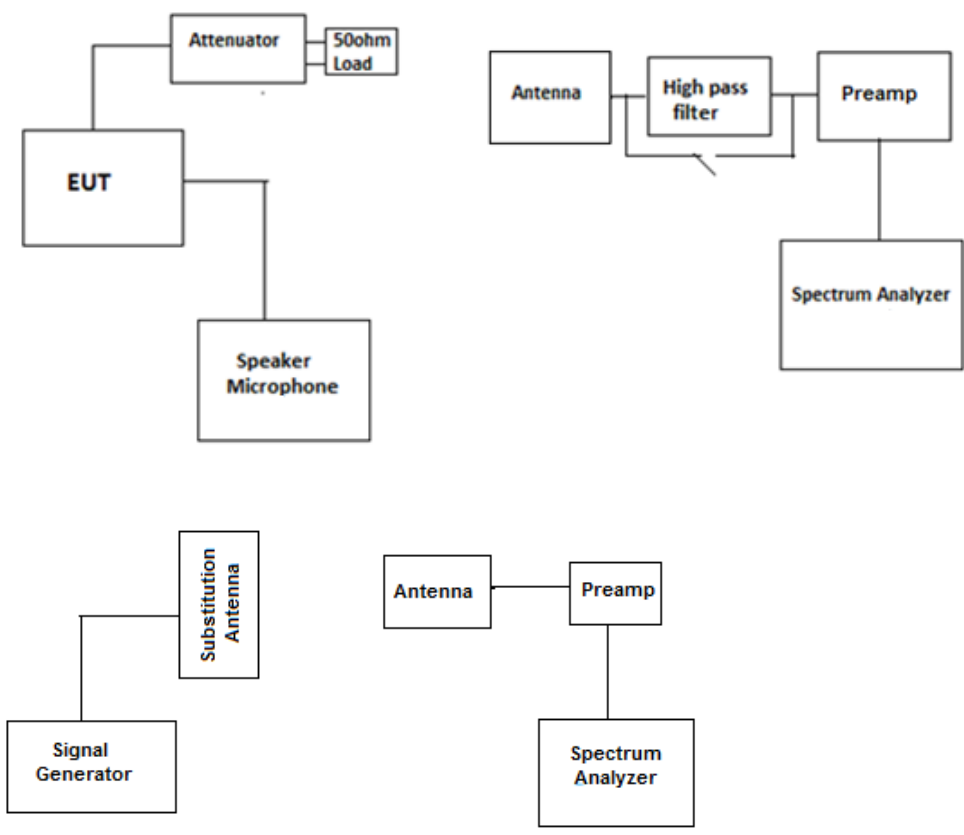 Attenuator
50ohm
Load
EUT
Speaker
Microphone
Antenna
High pass
filter
Preamp
Spectrum Analyzer
Substitution
Antenna
Signal
Generator
Antenna
Preamp
Spectrum
Analyzer